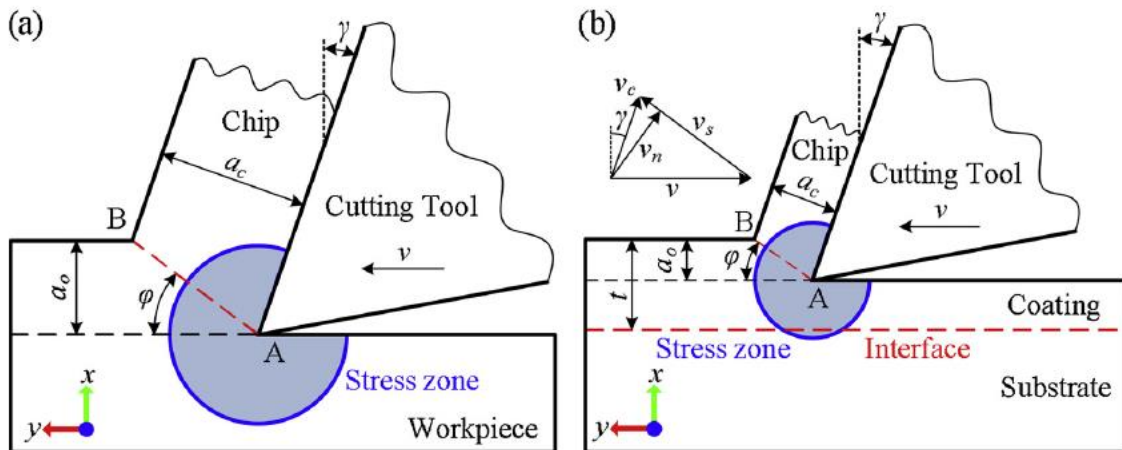 (a)
γ
Chip
a_c
Cutting Tool
B
v
a_o
φ
A
Stress zone
x
y
Workpiece
(b)
γ
v_c
γ
v_s
v_n
v
Chip
a_c
Cutting Tool
v
B
a_o
φ
t
A
Coating
Stress zone
Interface
x
y
Substrate